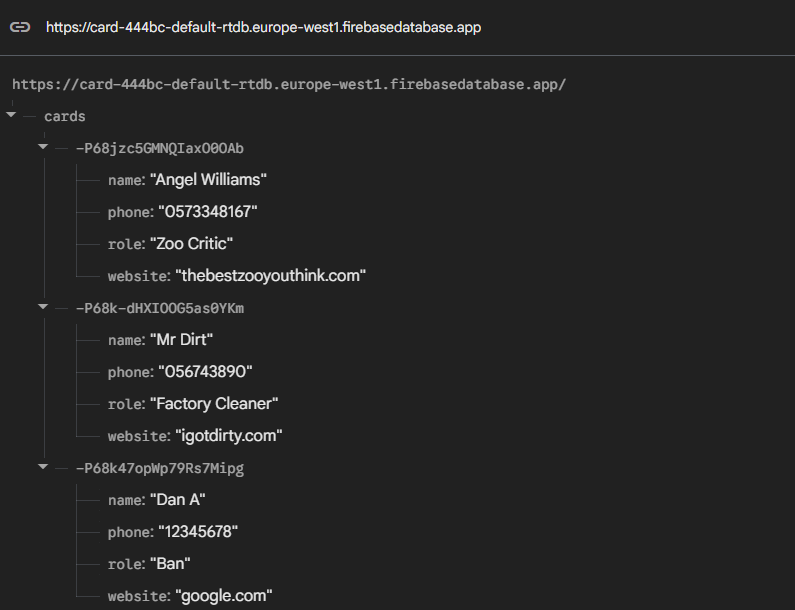 https://card-444bc-default-rtdb.europe-west1.firebasedatabase.app
https://card-444bc-default-rtdb.europe-west1.firebasedatabase.app/
cards
-P68jzc5GMNQIaxO0OAb
name: "Angel Williams"
phone: "0573348167"
role: "Zoo Critic"
website: "thebestzooyouthink.com"
-P68k-dHXIOOG5as0YKm
name: "Mr Dirt"
phone: "056743890"
role: "Factory Cleaner"
website: "igotdirty.com"
-P68k47opWp79Rs7Mipg
name: "Dan A"
phone: "12345678"
role: "Ban"
website: "google.com"